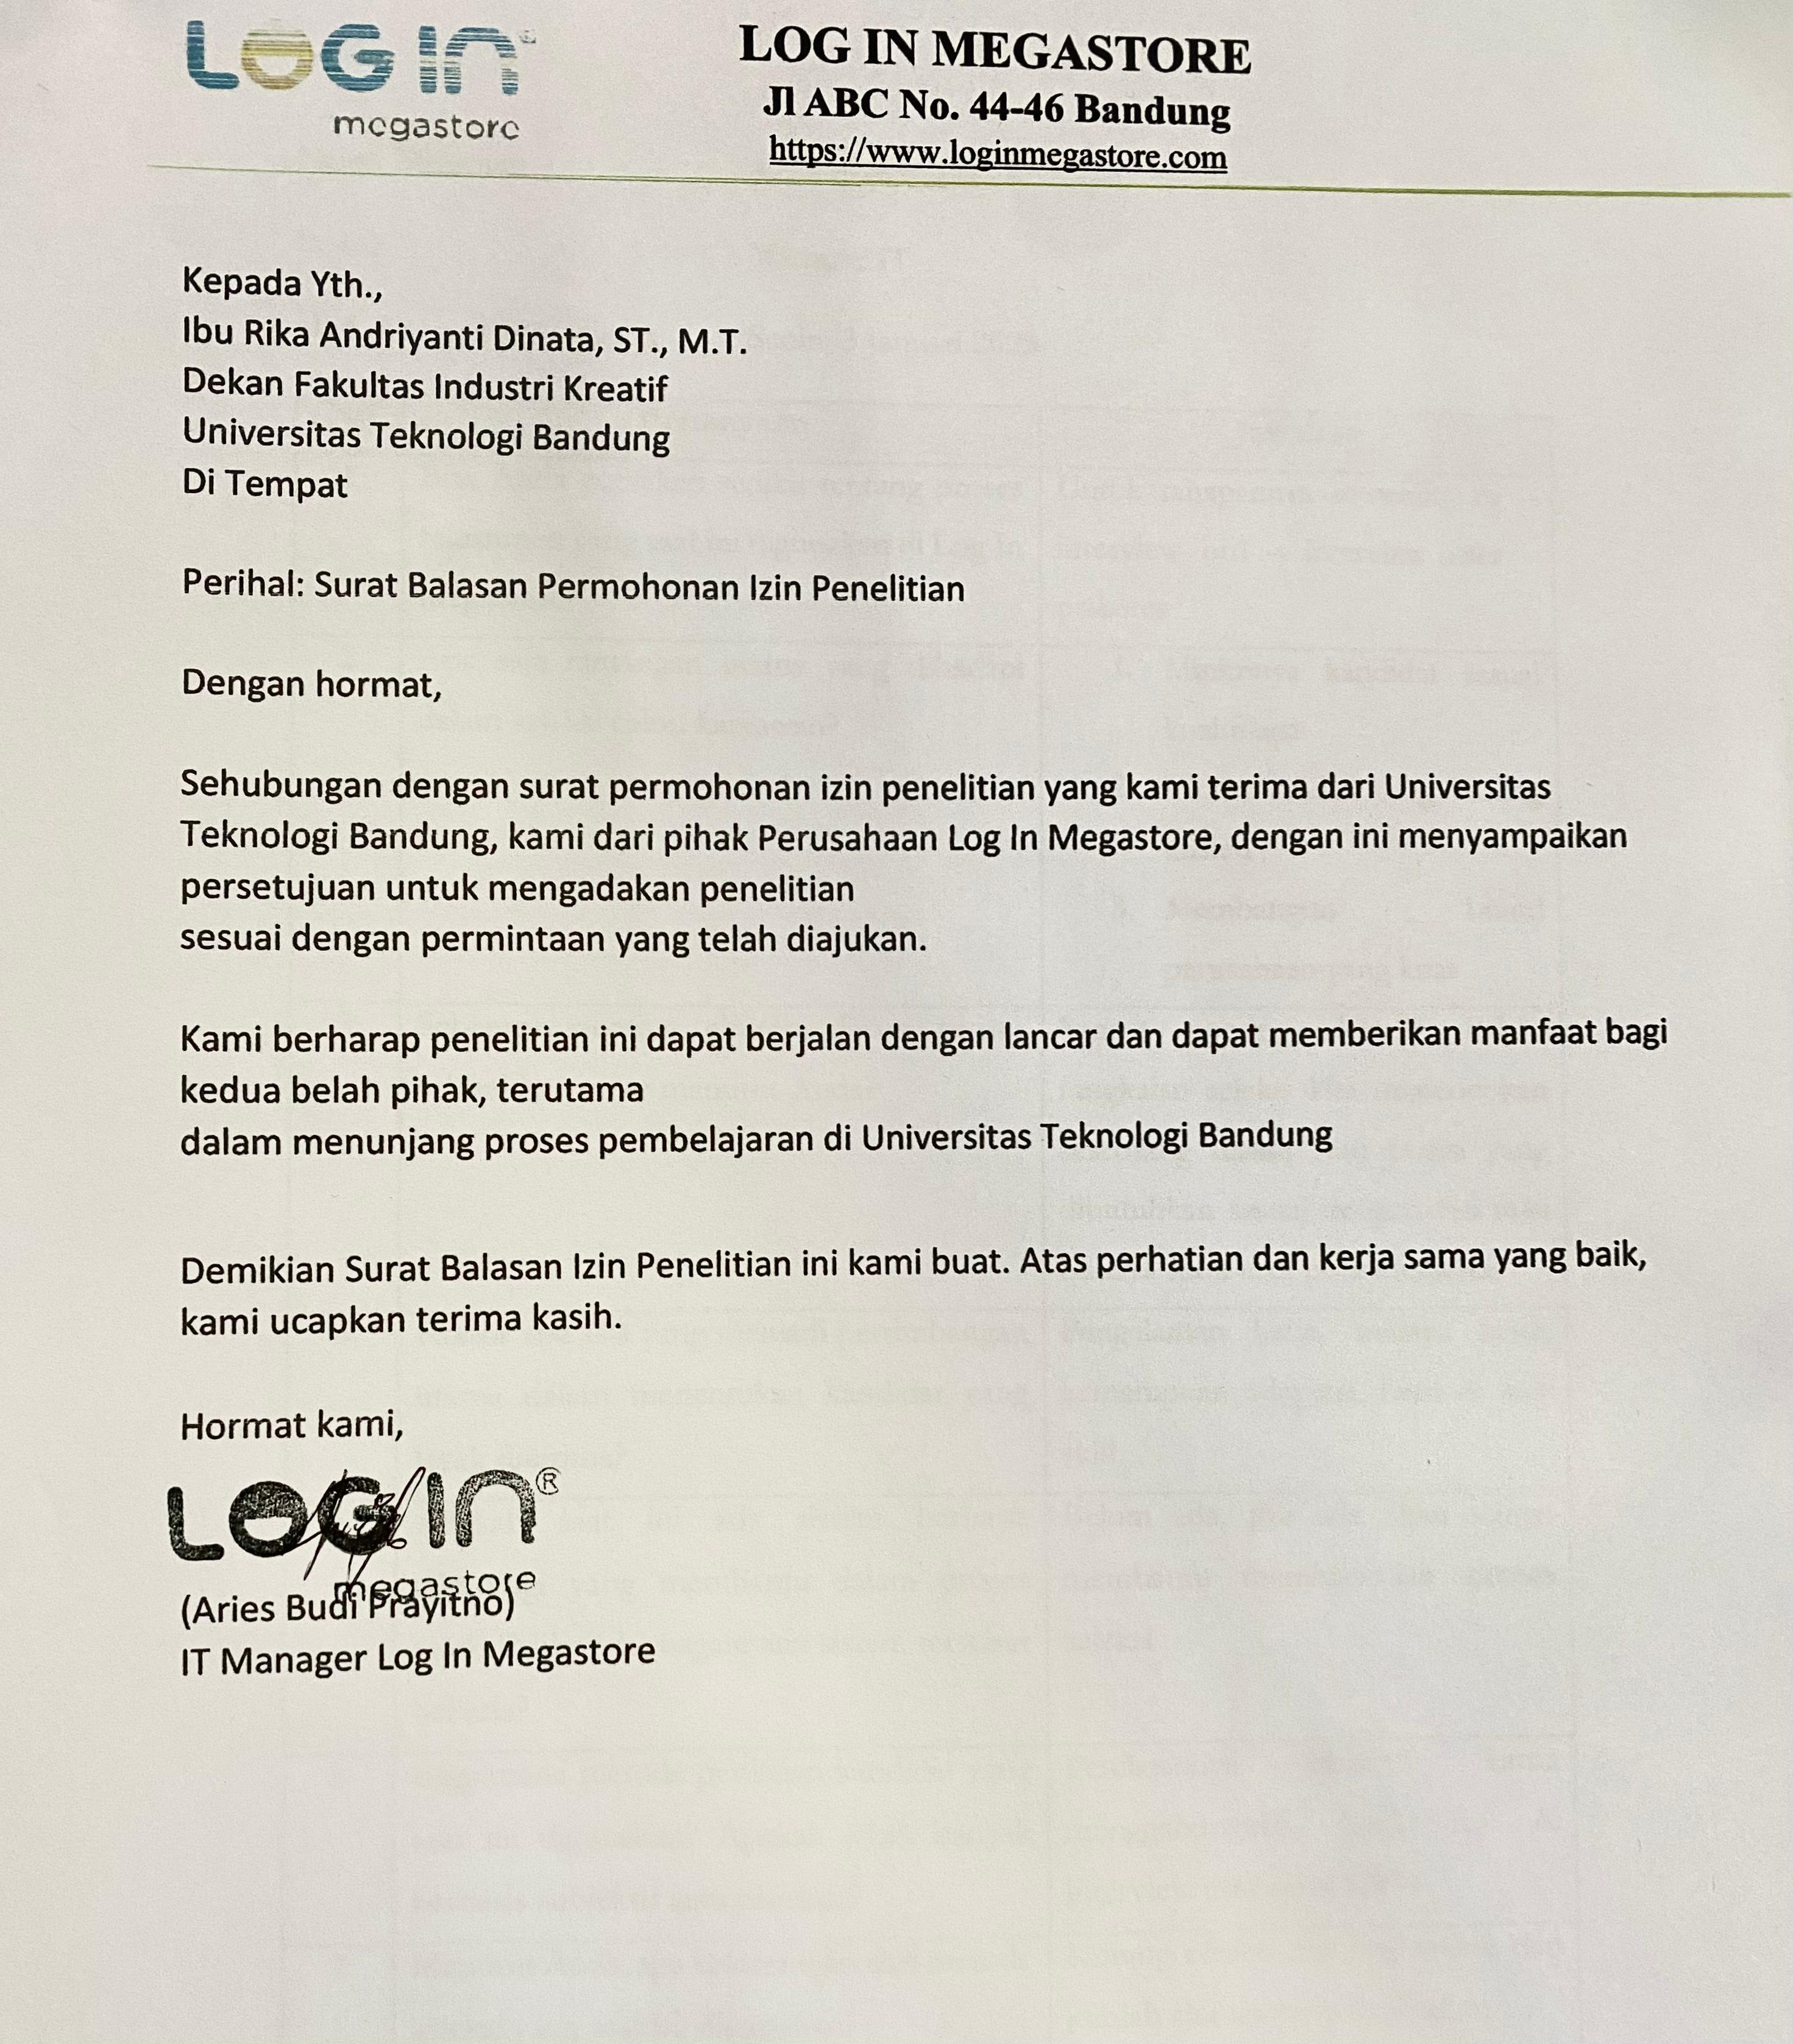 LOG IN
megastore
LOG IN MEGASTORE
Jl ABC No. 44-46 Bandung
https://www.loginmegastore.com
Kepada Yth.,
Ibu Rika Andriyanti Dinata, ST., M.T.
Dekan Fakultas Industri Kreatif
Universitas Teknologi Bandung
Di Tempat
Perihal: Surat Balasan Permohonan Izin Penelitian
Dengan hormat,
Sehubungan dengan surat permohonan izin penelitian yang kami terima dari Universitas
Teknologi Bandung, kami dari pihak Perusahaan Log In Megastore, dengan ini menyampaikan
persetujuan untuk mengadakan penelitian
sesuai dengan permintaan yang telah diajukan.
Kami berharap penelitian ini dapat berjalan dengan lancar dan dapat memberikan manfaat bagi
kedua belah pihak, terutama
dalam menunjang proses pembelajaran di Universitas Teknologi Bandung
Demikian Surat Balasan Izin Penelitian ini kami buat. Atas perhatian dan kerja sama yang baik,
kami ucapkan terima kasih.
Hormat kami,
LOG IN®
megastore
(Aries Budi Prayitno)
IT Manager Log In Megastore